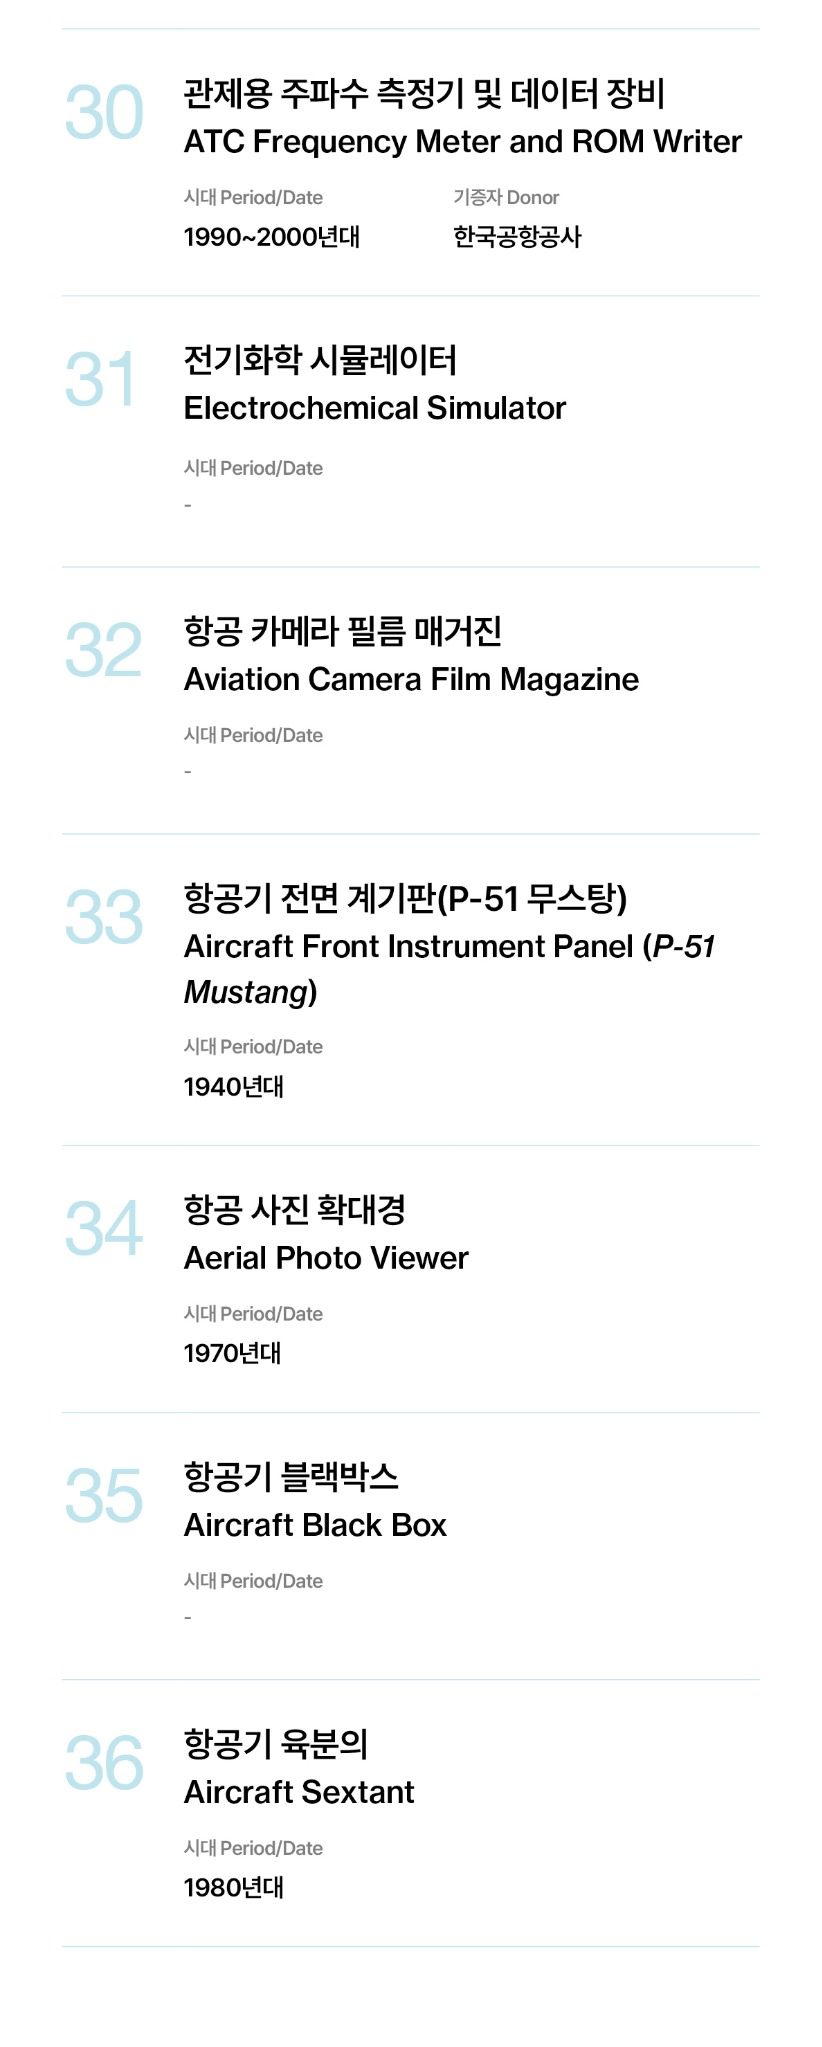 30
관제용 주파수 측정기 및 데이터 장비
ATC Frequency Meter and ROM Writer
시대 Period/Date 기증자 Donor
1990~2000년대 한국공항공사
31
전기화학 시뮬레이터
Electrochemical Simulator
시대 Period/Date
-
32
항공 카메라 필름 매거진
Aviation Camera Film Magazine
시대 Period/Date
-
33
항공기 전면 계기판(P-51 무스탕)
Aircraft Front Instrument Panel (P-51
Mustang)
시대 Period/Date
1940년대
34
항공 사진 확대경
Aerial Photo Viewer
시대 Period/Date
1970년대
35
항공기 블랙박스
Aircraft Black Box
시대 Period/Date
-
36
항공기 육분의
Aircraft Sextant
시대 Period/Date
1980년대